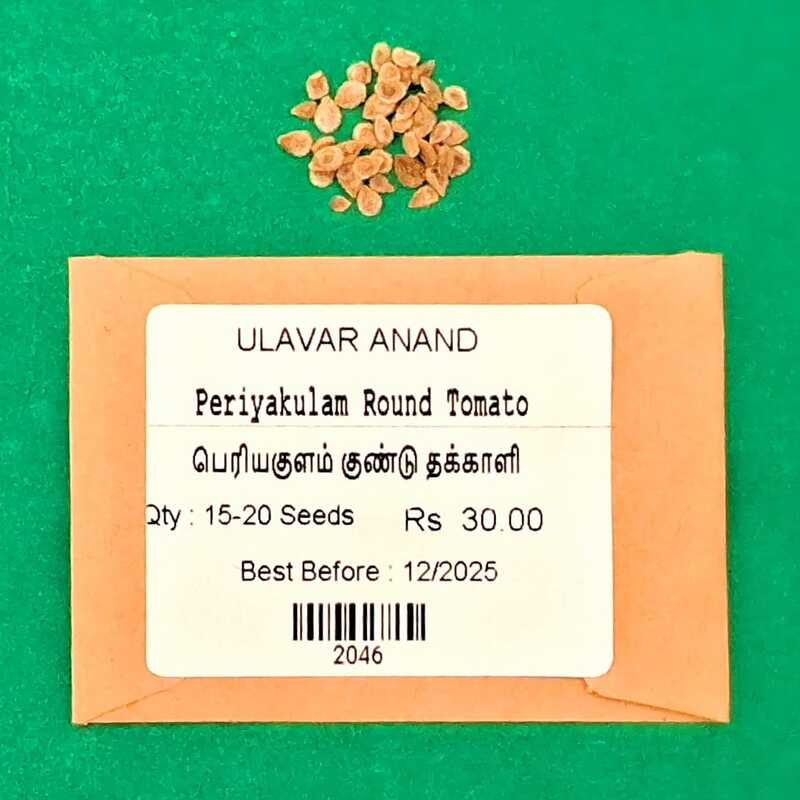 ULAVAR ANAND
Periyakulam Round Tomato
பெரியகுளம் குண்டு தக்காளி
Qty : 15-20 Seeds Rs 30.00
Best Before : 12/2025
2046